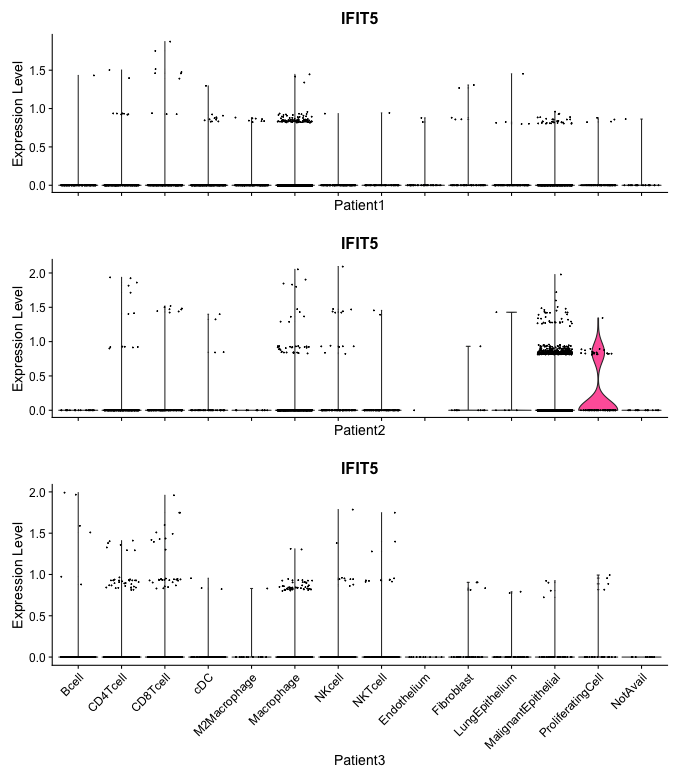 IFIT5
Expression Level
1.5
1.0
0.5
0.0
Patient1
IFIT5
Expression Level
2.0
1.5
1.0
0.5
0.0
Patient2
IFIT5
Expression Level
2.0
1.5
1.0
0.5
0.0
Bcell
CD4Tcell
CD8Tcell
cDC
M2Macrophage
Macrophage
NKcell
NKTcell
Endothelium
Fibroblast
LungEpithelium
MalignantEpithelial
ProliferatingCell
NotAvail
Patient3